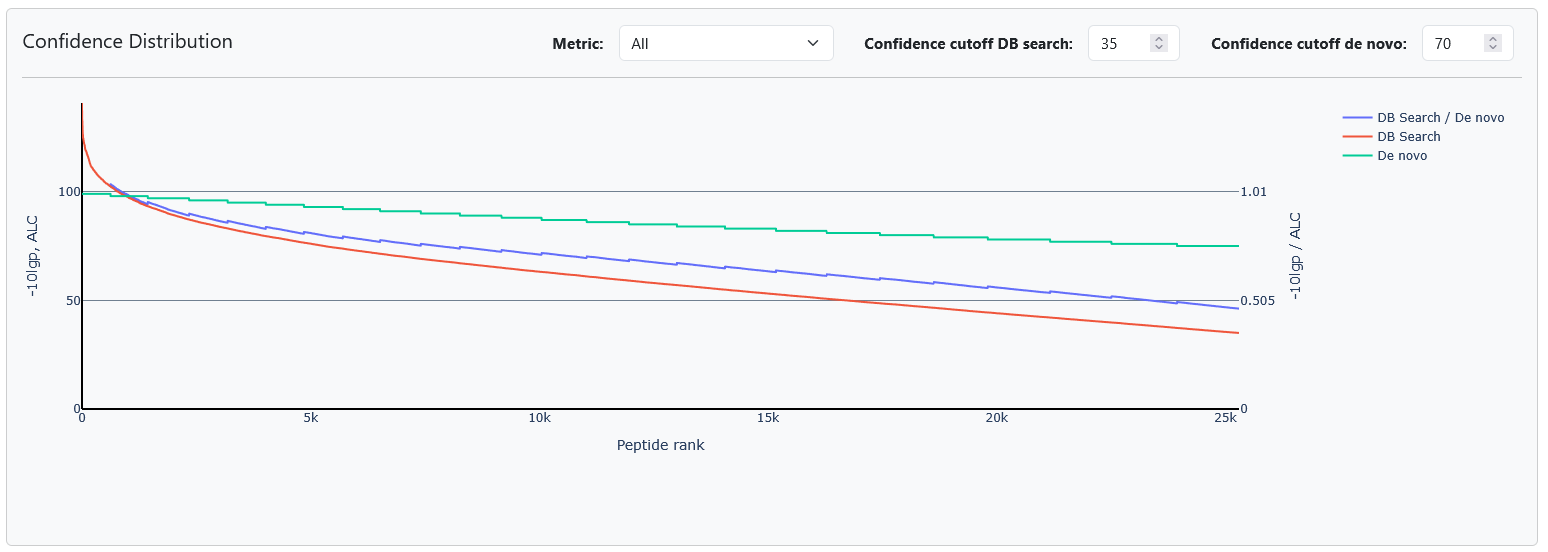 Confidence Distribution
Metric: All
Confidence cutoff DB search: 35
Confidence cutoff de novo: 70
DB Search / De novo
DB Search
De novo
-10lgp, ALC
100
50
0
1.01
0.505
0
-10lgp / ALC
0 5k 10k 15k 20k 25k
Peptide rank